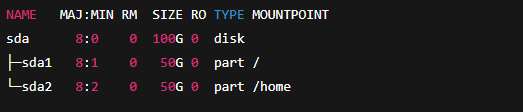 NAME   MAJ:MIN RM  SIZE RO TYPE MOUNTPOINT
sda      8:0    0  100G 0  disk
├─sda1   8:1    0   50G 0  part /
└─sda2   8:2    0   50G 0  part /home